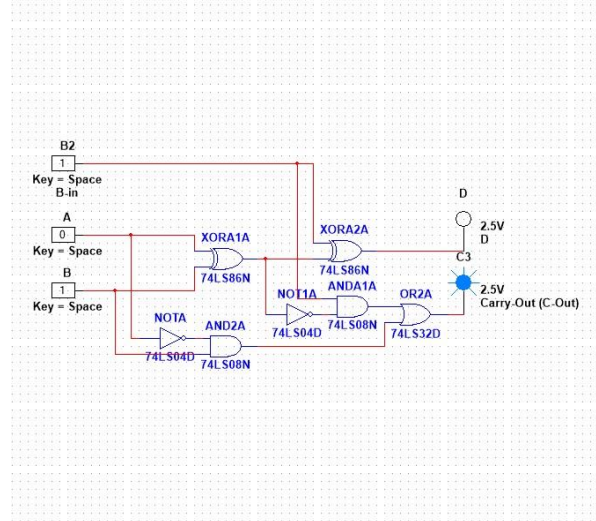 B2
1
Key = Space
B-in
A
0
Key = Space
B
1
Key = Space
XORA1A
74LS86N
XORA2A
74LS86N
D
2.5V
D
C3
2.5V
Carry-Out (C-Out)
NOT1A
74LS04D
ANDA1A
74LS08N
OR2A
74LS32D
NOTA
74LS04D
AND2A
74LS08N